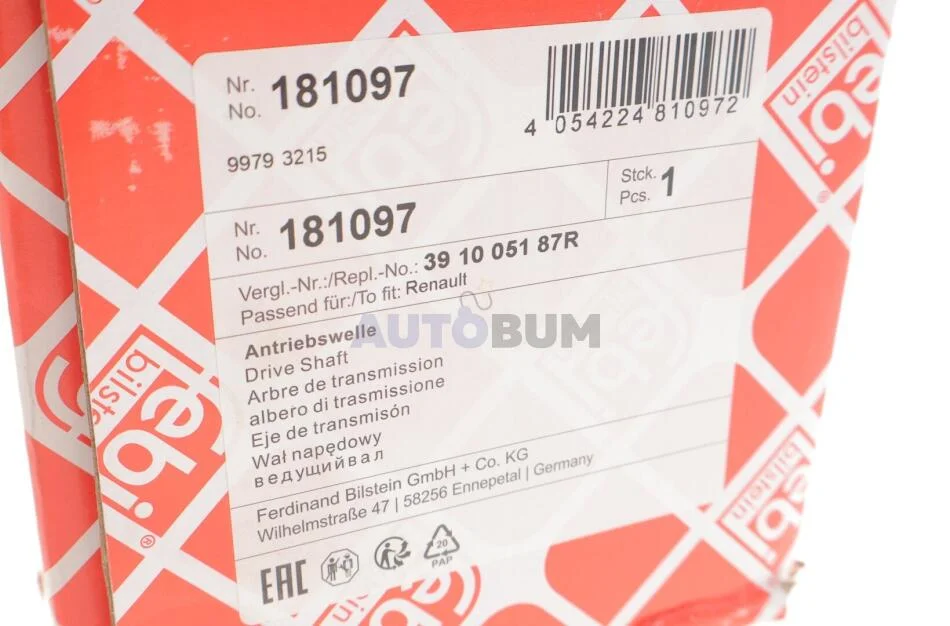 Nr. No. 181097
4 054224 810972
9979 3215
Nr. No. 181097
Stck. Pcs. 1
Vergl.-Nr.:/Repl.-No.: 39 10 051 87R
Passend für:/To fit: Renault
AUTOBUM
Antriebswelle
Drive Shaft
Arbre de transmission
albero di trasmissione
Eje de transmisón
Wał napędowy
ведущийвал
Ferdinand Bilstein GmbH + Co. KG
Wilhelmstraße 47 | 58256 Ennepetal | Germany
EAC
20
PAP
febi
bilstein
febi
bilstein
febi
bilstein